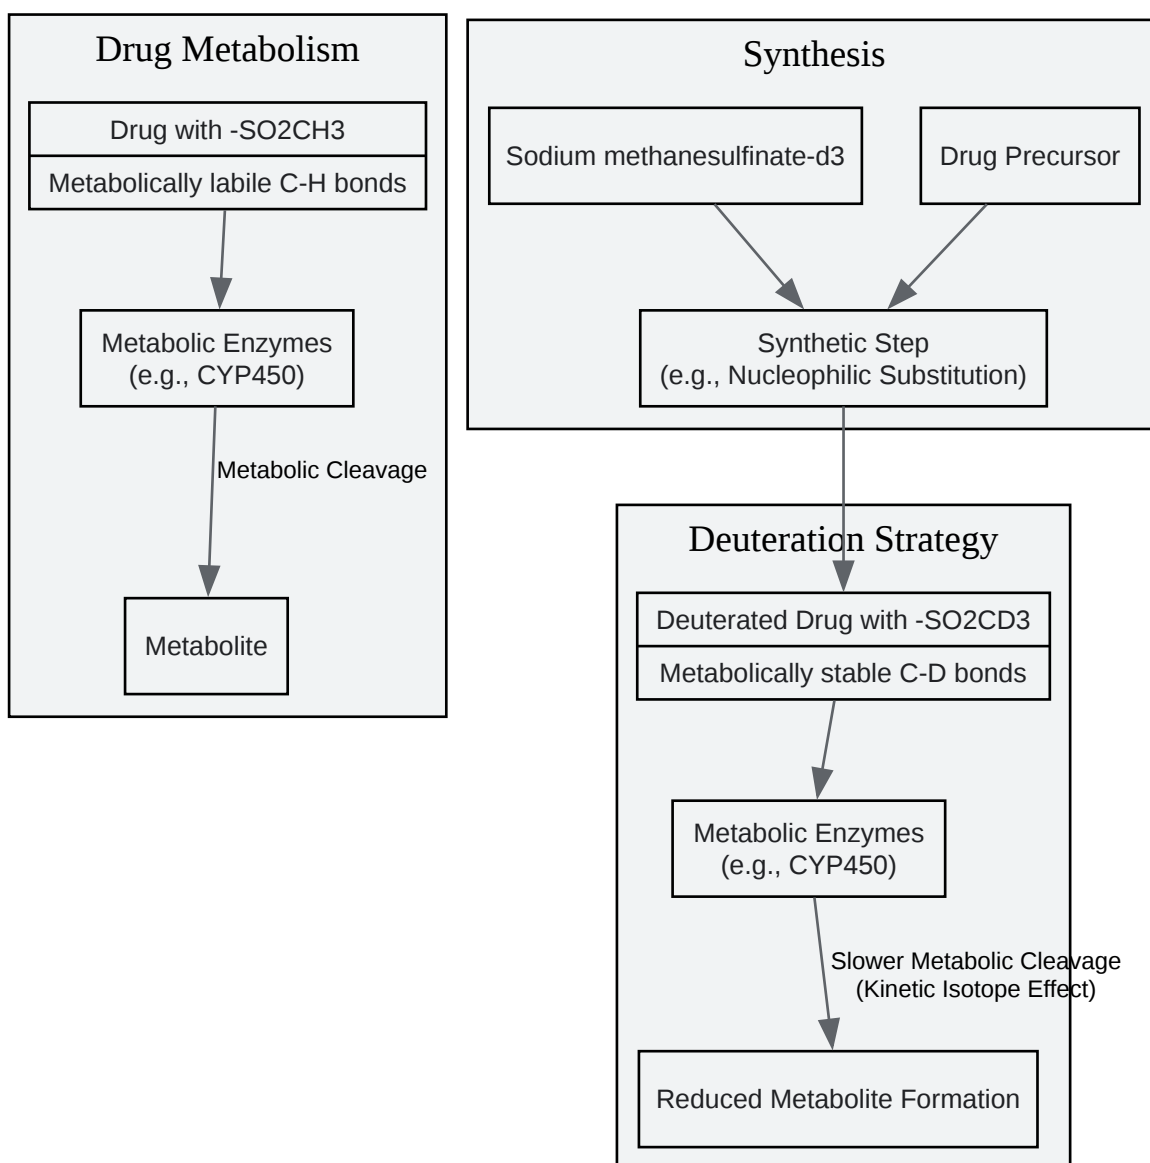 Drug Metabolism
Drug with -SO2CH3
Metabolically labile C-H bonds
Metabolic Enzymes
(e.g., CYP450)
Metabolic Cleavage
Metabolite
Synthesis
Sodium methanesulfinate-d3
Drug Precursor
Synthetic Step
(e.g., Nucleophilic Substitution)
Deuteration Strategy
Deuterated Drug with -SO2CD3
Metabolically stable C-D bonds
Metabolic Enzymes
(e.g., CYP450)
Slower Metabolic Cleavage
(Kinetic Isotope Effect)
Reduced Metabolite Formation